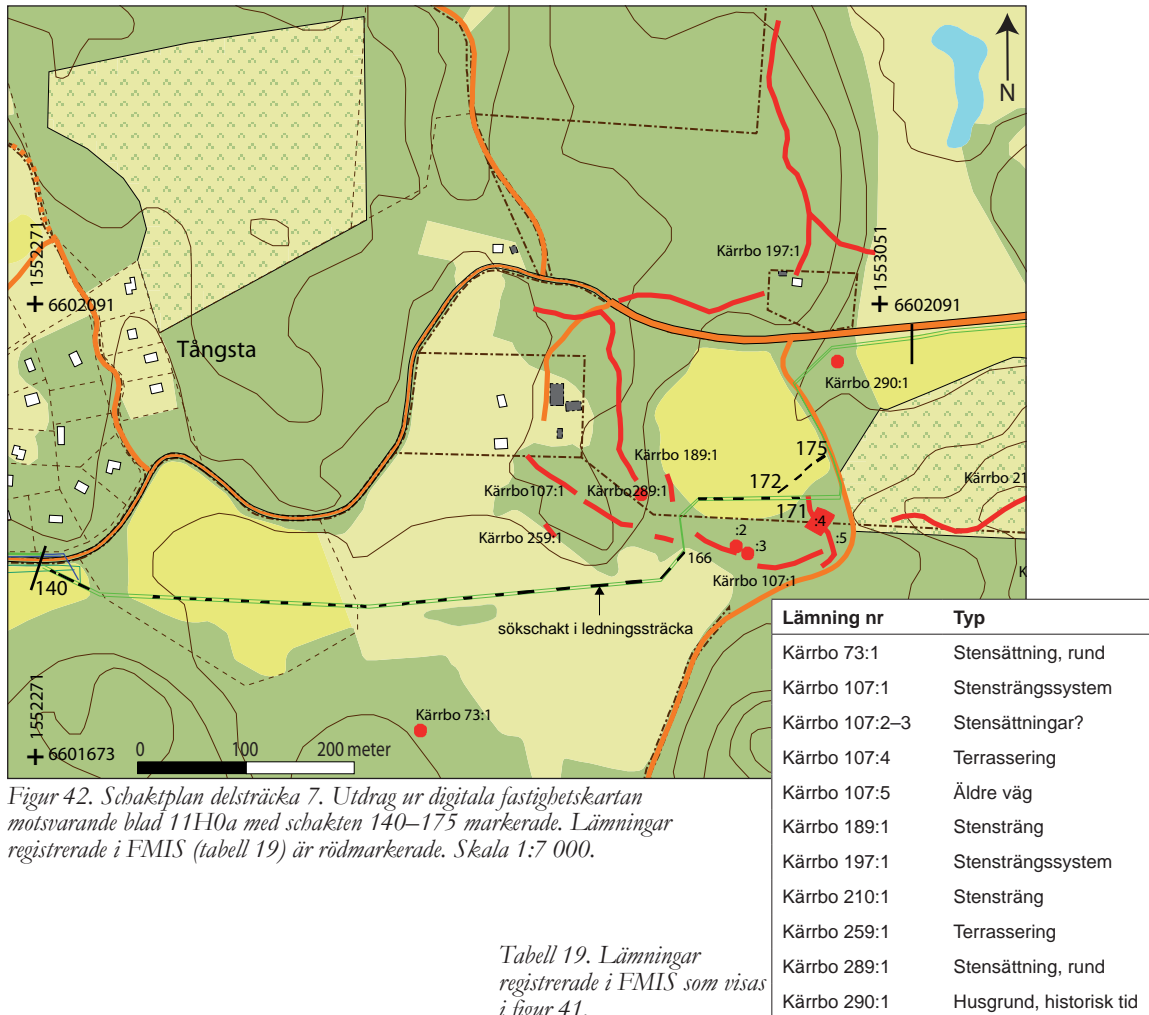 N
Kärrbo 197:1
1552271
6602091
1553051
6602091
Tångsta
Kärrbo 290:1
Kärrbo 189:1
175
Kärrbo107:1
Kärrbo289:1
172
Kärrbo 21
171
:4
Kärrbo 259:1
:2
:3
:5
166
Kärrbo 107:1
K
140
sökschakt i ledningssträcka
1552271
6601673
Kärrbo 73:1
0 100 200 meter
Lämning nr Typ
Kärrbo 73:1 Stensättning, rund
Kärrbo 107:1 Stensträngssystem
Kärrbo 107:2–3 Stensättningar?
Kärrbo 107:4 Terrassering
Kärrbo 107:5 Äldre väg
Kärrbo 189:1 Stensträng
Kärrbo 197:1 Stensträngssystem
Kärrbo 210:1 Stensträng
Kärrbo 259:1 Terrassering
Kärrbo 289:1 Stensättning, rund
Kärrbo 290:1 Husgrund, historisk tid
Figur 42. Schaktplan delsträcka 7. Utdrag ur digitala fastighetskartan
motsvarande blad 11H0a med schakten 140–175 markerade. Lämningar
registrerade i FMIS (tabell 19) är rödmarkerade. Skala 1:7 000.
Tabell 19. Lämningar
registrerade i FMIS som visas
i figur 41.